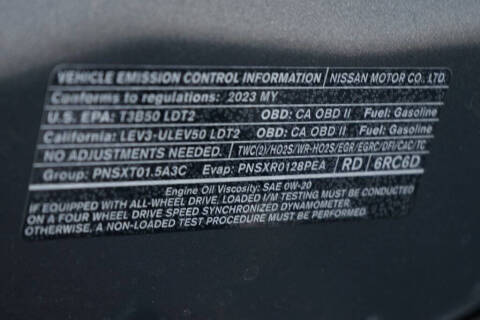 VEHICLE EMISSION CONTROL INFORMATION NISSAN MOTOR CO., LTD.
Conforms to regulations: 2023 MY
U.S. EPA: T3B50 LDT2 OBD: CA OBD II Fuel: Gasoline
California: LEV3-ULEV50 LDT2 OBD: CA OBD II Fuel: Gasoline
NO ADJUSTMENTS NEEDED. TWC(2)/HO2S/WR-HO2S/EGR/EGRC/DFI/CAC/TC
Group: PNSXT01.5A3C Evap: PNSXR0128PEA RD / 6RC6D
Engine Oil Viscosity: SAE 0W-20
IF EQUIPPED WITH ALL-WHEEL DRIVE, LOADED I/M TESTING MUST BE CONDUCTED
ON A FOUR WHEEL DRIVE SPEED SYNCHRONIZED DYNAMOMETER.
OTHERWISE, A NON-LOADED TEST PROCEDURE MUST BE PERFORMED.